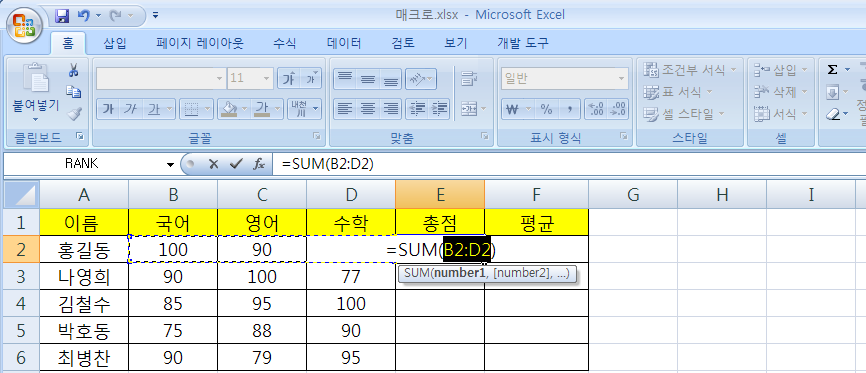 매크로.xlsx - Microsoft Excel
홈 삽입 페이지 레이아웃 수식 데이터 검토 보기 개발 도구
붙여넣기
클립보드
11
가 가
가 가 가
가
내천
글꼴
맞춤
일반
₩ % ,
표시 형식
조건부 서식
표 서식
셀 스타일
스타일
삽입
삭제
서식
셀
Σ
RANK fx =SUM(B2:D2)
A B C D E F G H I
1 이름 국어 영어 수학 총점 평균
2 홍길동 100 90 =SUM(B2:D2)
SUM(number1, [number2], ...)
3 나영희 90 100 77
4 김철수 85 95 100
5 박호동 75 88 90
6 최병찬 90 79 95